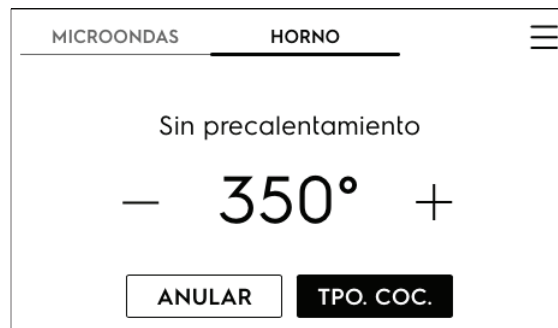 MICROONDAS HORNO
Sin precalentamiento
— 350° +
ANULAR TPO. COC.